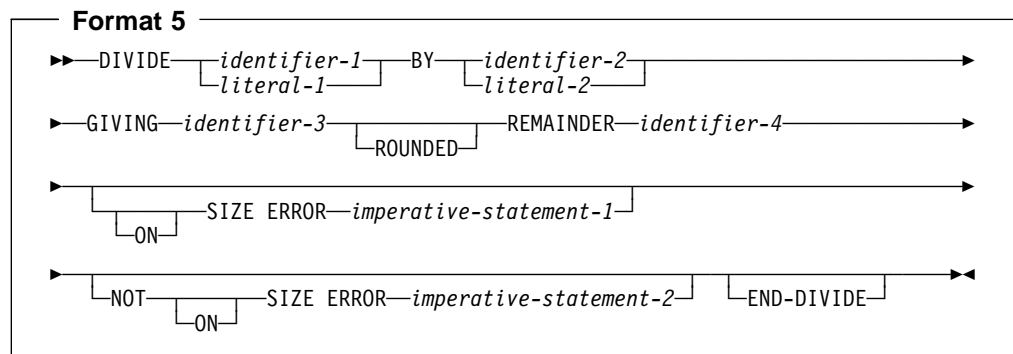 Format 5
DIVIDE identifier-1 BY identifier-2
literal-1 literal-2
GIVING identifier-3 REMAINDER identifier-4
ROUNDED
SIZE ERROR imperative-statement-1
ON
NOT SIZE ERROR imperative-statement-2 END-DIVIDE
ON